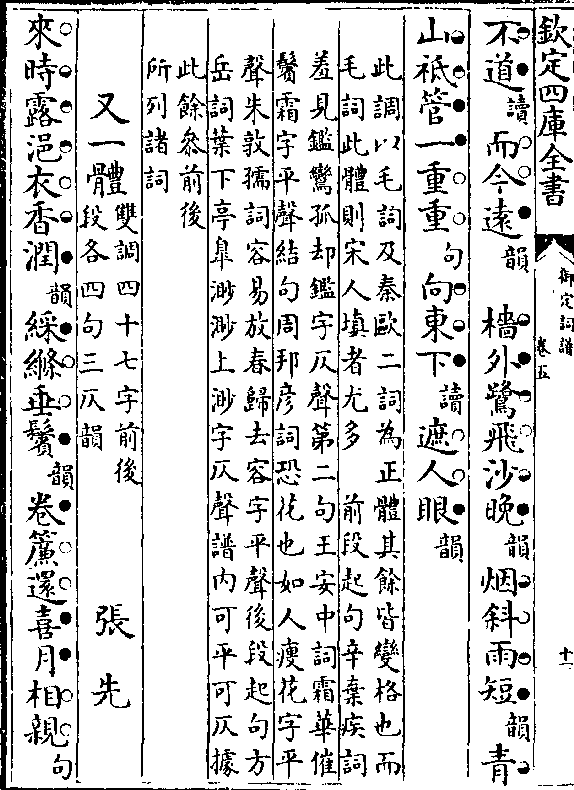 欽定四庫全書
御定詞譜
卷五
十一
不道讀而今遠韻　檣外鷺飛沙晚韻烟斜雨短韻青
山祇管一重重句向東下讀遮人眼韻
此調以毛詞及秦歐二詞為正體其餘皆變格也而
毛詞此體則宋人填者尤多　前段起句辛棄疾詞
羞見鑑鸞孤却鑑字仄聲第二句王安中詞霜華催
鬢霜字平聲結句周邦彦詞恐花也如人瘦花字平
聲朱敦孺詞容易放春歸去容字平聲後段起句方
岳詞葉下亭臯渺渺上渺字仄聲譜内可平可仄據
此餘叅前後
所列諸詞
又一體　雙調四十七字前後段各四句三仄韻　張先
來時露浥衣香潤韻綵縧垂鬢韻卷簾還喜月相親句